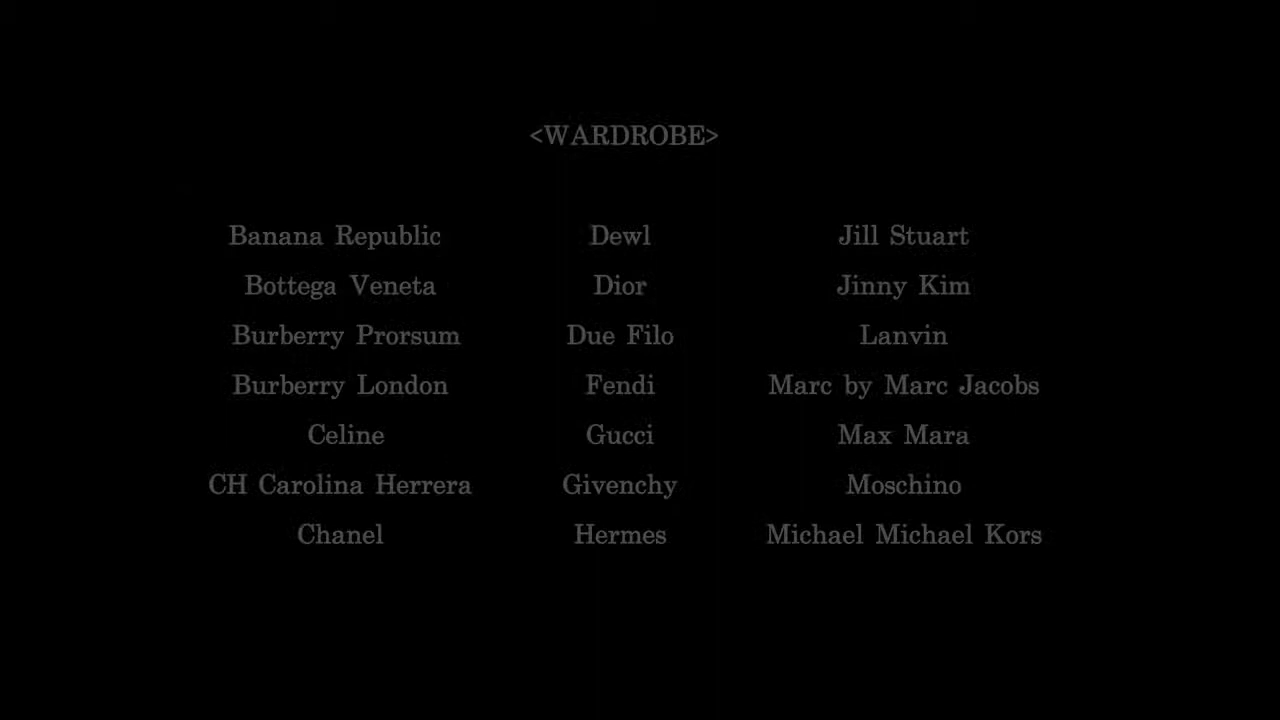 <WARDROBE>
Banana Republic
Bottega Veneta
Burberry Prorsum
Burberry London
Celine
CH Carolina Herrera
Chanel
Dewl
Dior
Due Filo
Fendi
Gucci
Givenchy
Hermes
Jill Stuart
Jinny Kim
Lanvin
Marc by Marc Jacobs
Max Mara
Moschino
Michael Michael Kors